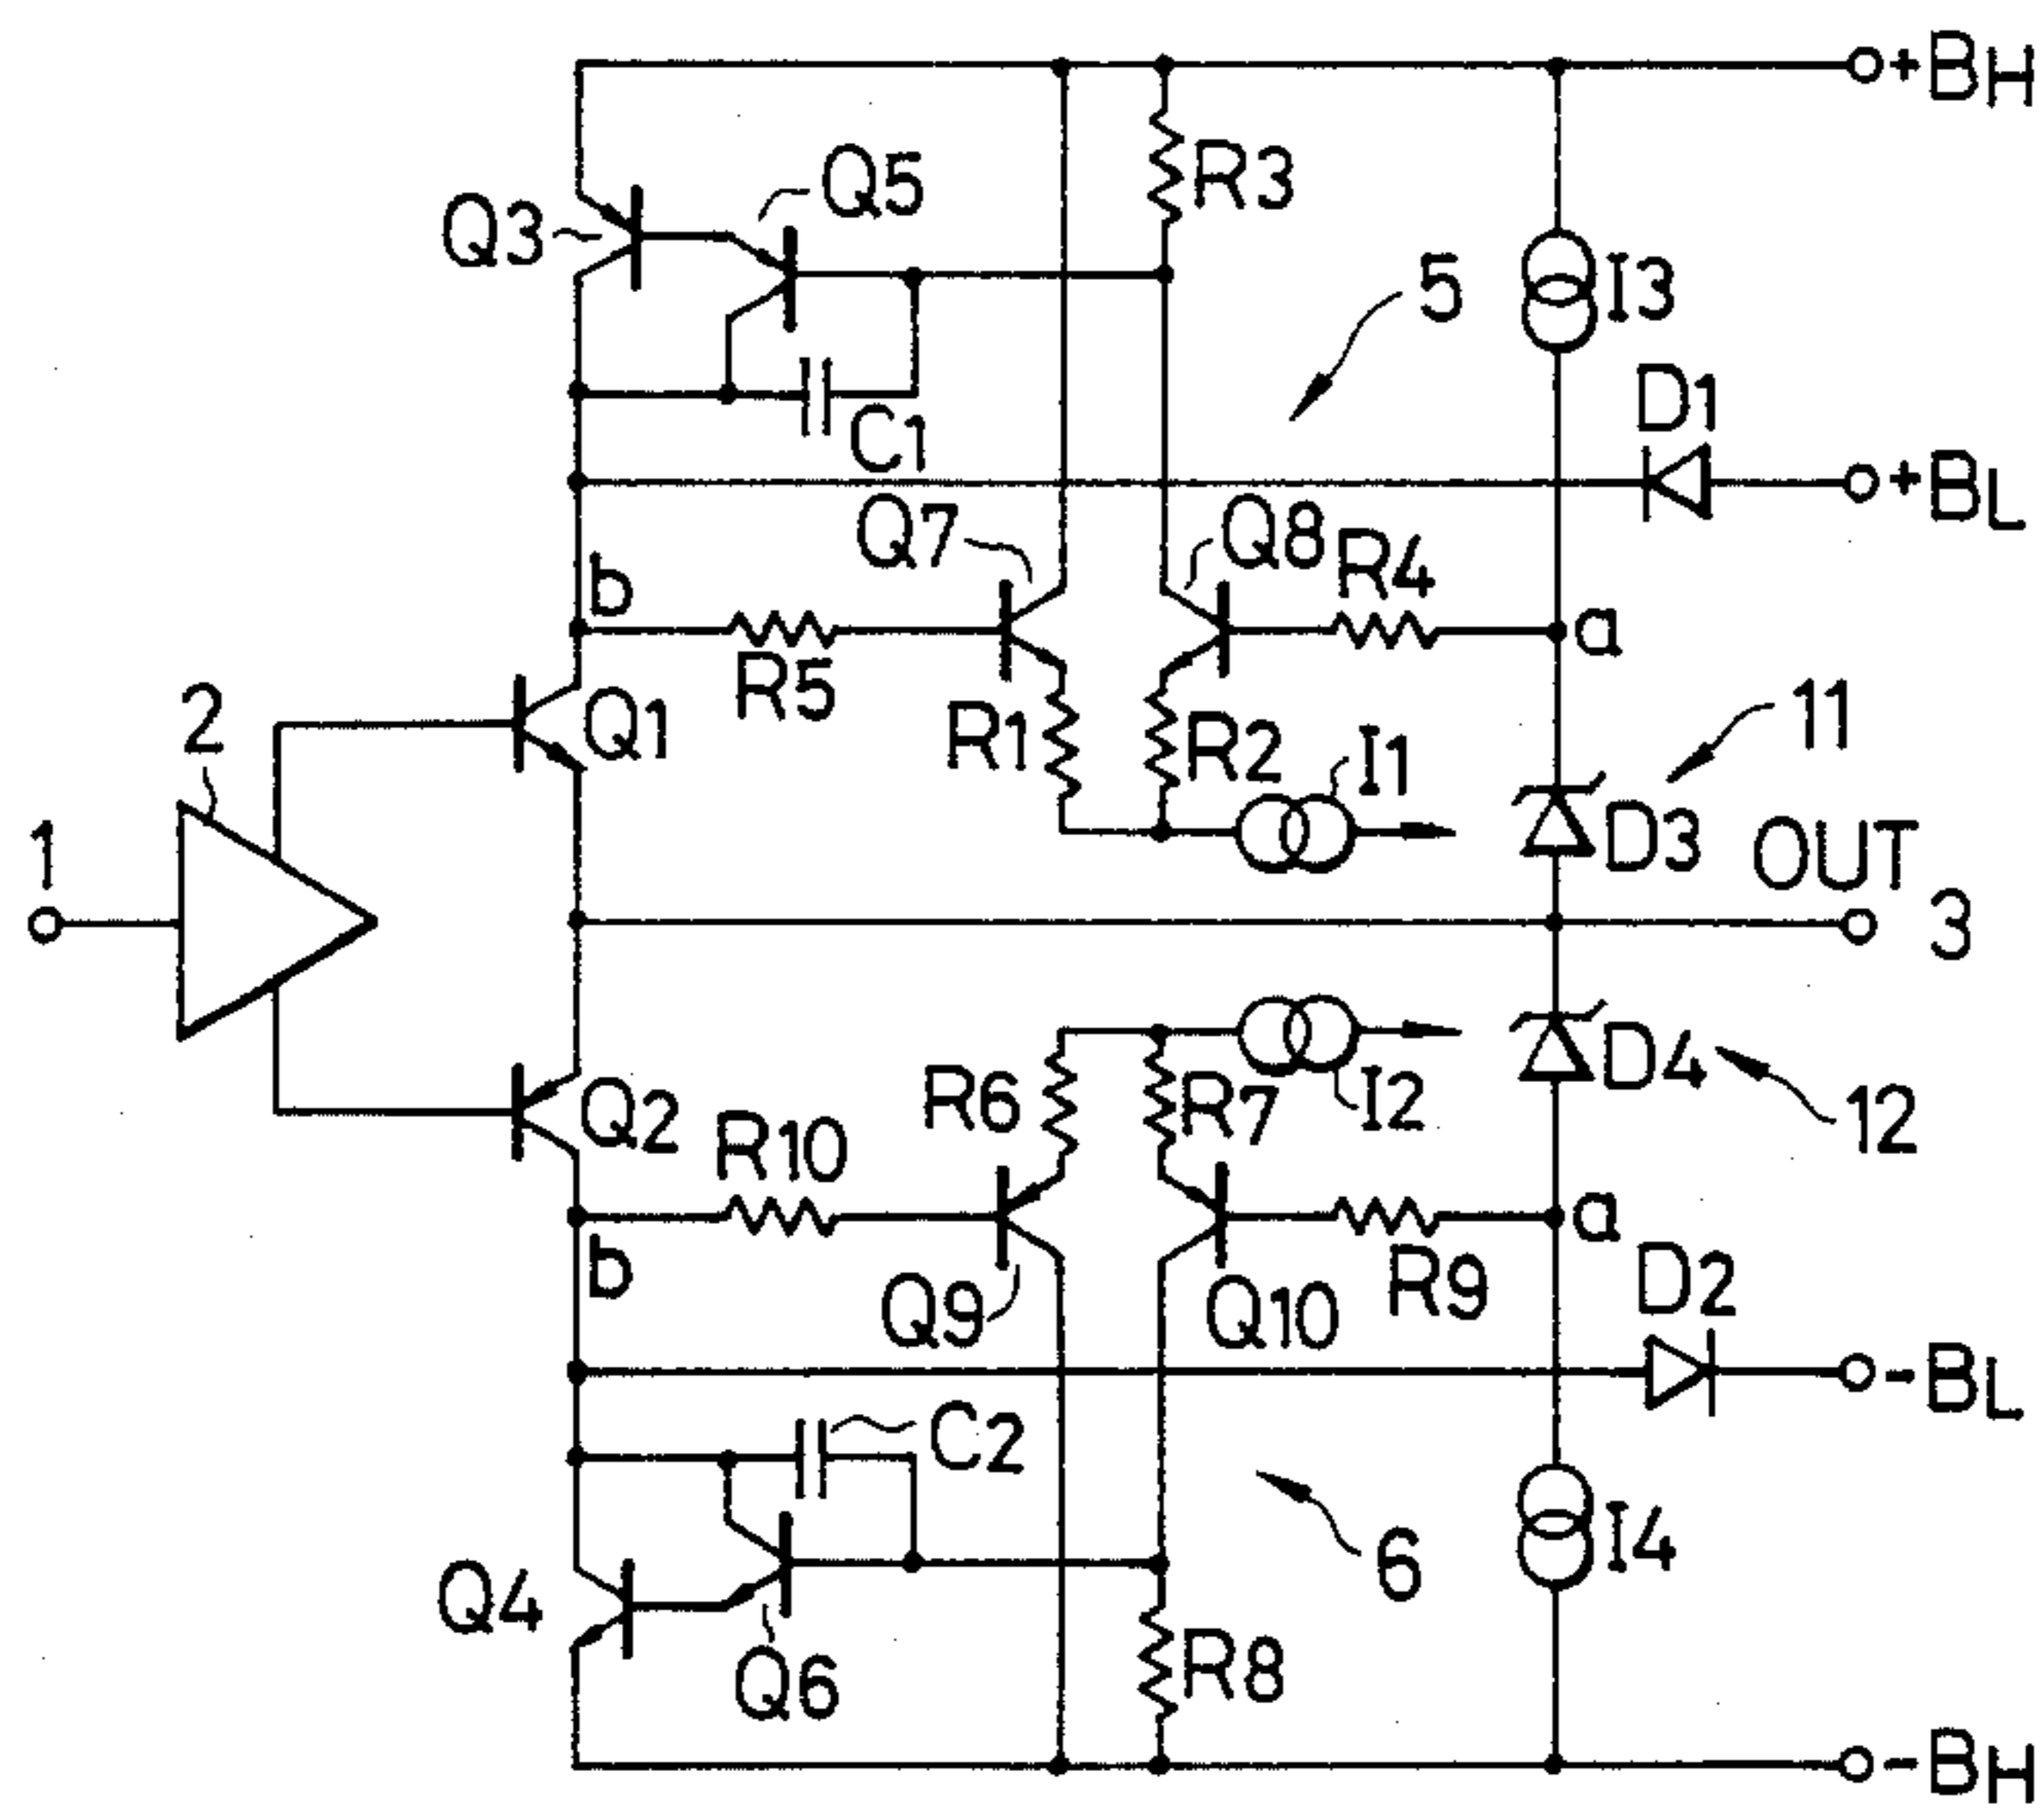 +BH
Q5
R3
Q3
5
I3
D1
C1
+BL
Q7
Q8
R4
b
a
R5
2
Q1
R1
R2
I1
11
D3
OUT
1
3
D4
R6
R7
I2
12
Q2
R10
b
a
Q9
Q10
R9
D2
-BL
C2
6
I4
Q4
Q6
R8
-BH